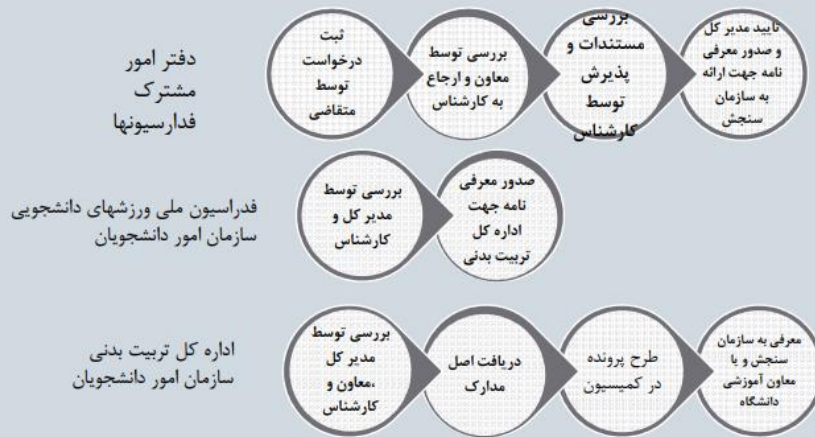 دفتر امور
مشترک
فدارسیونها
ثبت
درخواست
توسط
متقاضی
بررسی توسط
معاون و ارجاع
به کارشناس
بررسی
مستندات و
پذیرش
توسط
کارشناس
تایید مدیر کل
و صدور معرفی
نامه جهت ارائه
به سازمان
سنجش
فدراسیون ملی ورزشهای دانشجویی
سازمان امور دانشجویان
بررسی توسط
مدیر کل و
کارشناس
صدور معرفی
نامه جهت
اداره کل
تربیت بدنی
اداره کل تربیت بدنی
سازمان امور دانشجویان
بررسی توسط
مدیر کل
،معاون و
کارشناس
دریافت اصل
مدارک
طرح پرونده
در کمیسیون
معرفی به سازمان
سنجش و یا
معاون آموزشی
دانشگاه